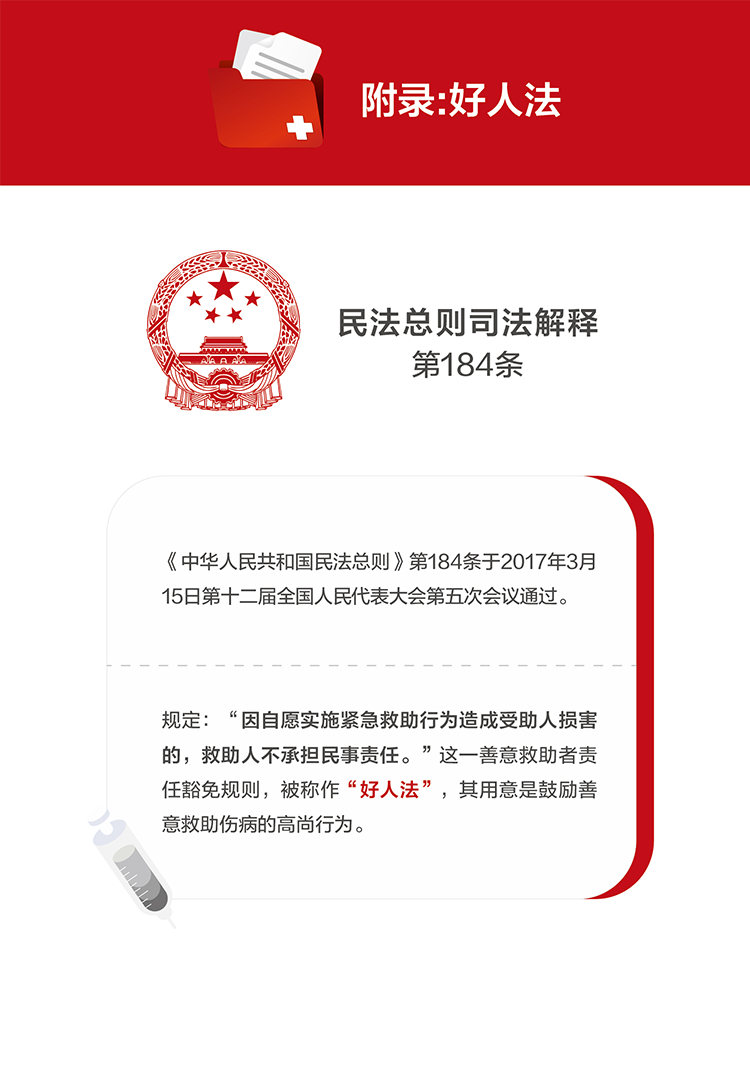 附录:好人法
民法总则司法解释
第184条
《中华人民共和国民法总则》第184条于2017年3月
15日第十二届全国人民代表大会第五次会议通过。
规定：“因自愿实施紧急救助行为造成受助人损害
的，救助人不承担民事责任。”这一善意救助者责
任豁免规则，被称作“好人法”，其用意是鼓励善
意救助伤病的高尚行为。